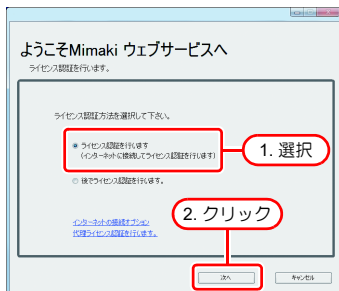 ようこそMimaki ウェブサービスへ
ライセンス認証を行います。
ライセンス認証方法を選択して下さい。
ライセンス認証を行います
(インターネットに接続してライセンス認証を行います)
1. 選択
後でライセンス認証を行います。
2. クリック
インターネットの接続オプション
代理ライセンス認証を行います。
次へ
キャンセル